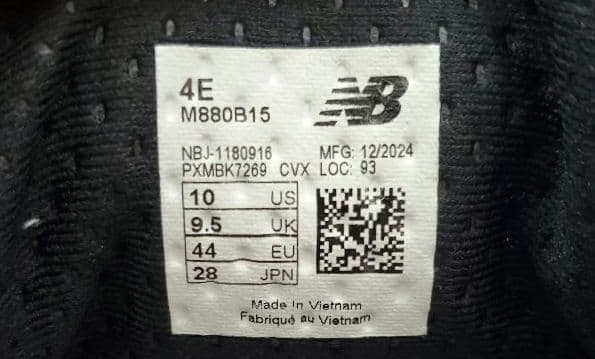 4E
M880B15
NB
NBJ-1180916 MFG: 12/2024
PXMBK7269 CVX LOC: 93
10 US
9.5 UK
44 EU
28 JPN
Made In Vietnam
Fabriqué au Vietnam